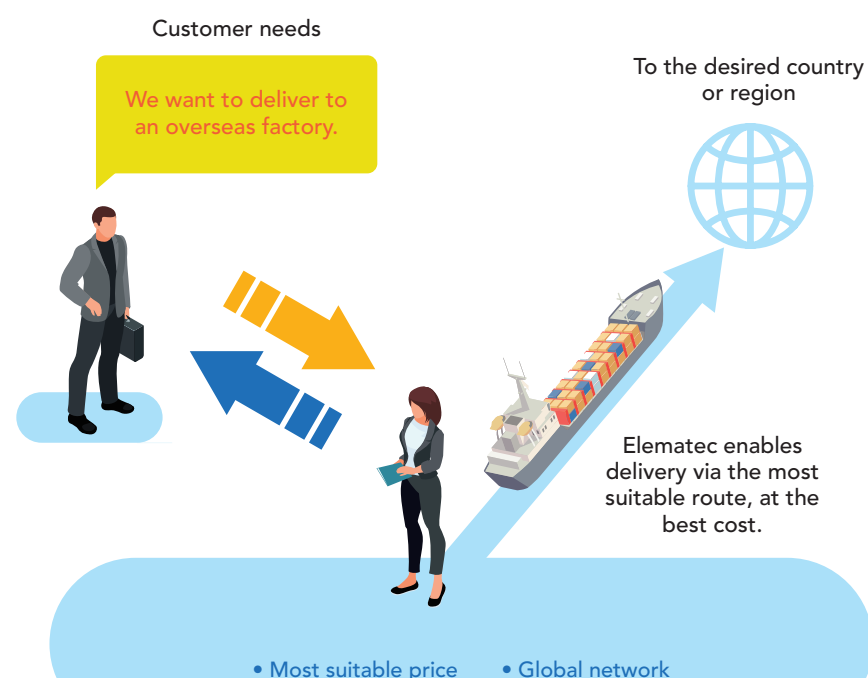 Customer needs
We want to deliver to
an overseas factory.
To the desired country
or region
Elematec enables
delivery via the most
suitable route, at the
best cost.
• Most suitable price
• Global network